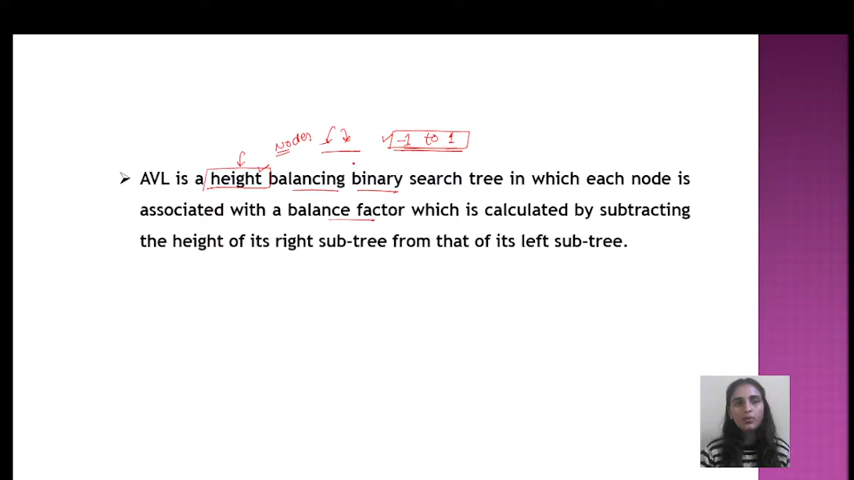 Nodes -1 to 1
AVL is a height balancing binary search tree in which each node is
associated with a balance factor which is calculated by subtracting
the height of its right sub-tree from that of its left sub-tree.